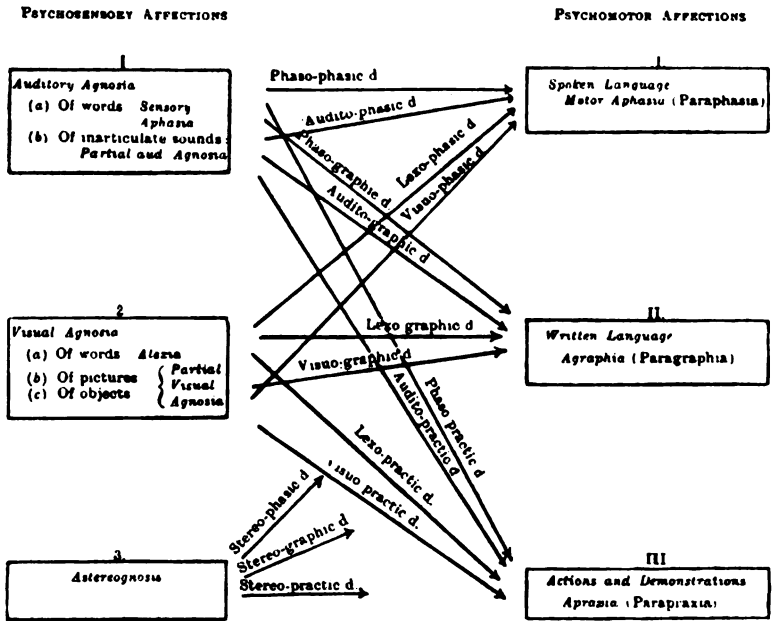 PSYCHOSENSORY AFFECTIONS
PSYCHOMOTOR AFFECTIONS
I
Auditory Agnosia
(a) Of words Sensory
Aphasia
(b) Of inarticulate sounds:
Partial and Agnosia
2
Visual Agnosia
(a) Of words Alexia
(b) Of pictures
(c) Of objects
Partial
Visual
Agnosia
3.
Astereognosis
Phaso-phasic d
Audito-phasic d
Phaso-graphic d.
Audito-graphic d
Lexo-phasic d.
Visuo-phasic d.
Lexo graphic d
Visuo-graphic d
Phaso practic d
Audito-practic d
Lexo-practic d.
Visuo practic d.
Stereo-phasic d
Stereo-graphic d
Stereo-practic d.
I
Spoken Language
Motor Aphasia (Paraphasia)
II.
Written Language
Agraphia (Paragraphia)
III
Actions and Demonstrations
Apraxia (Parapraxia)